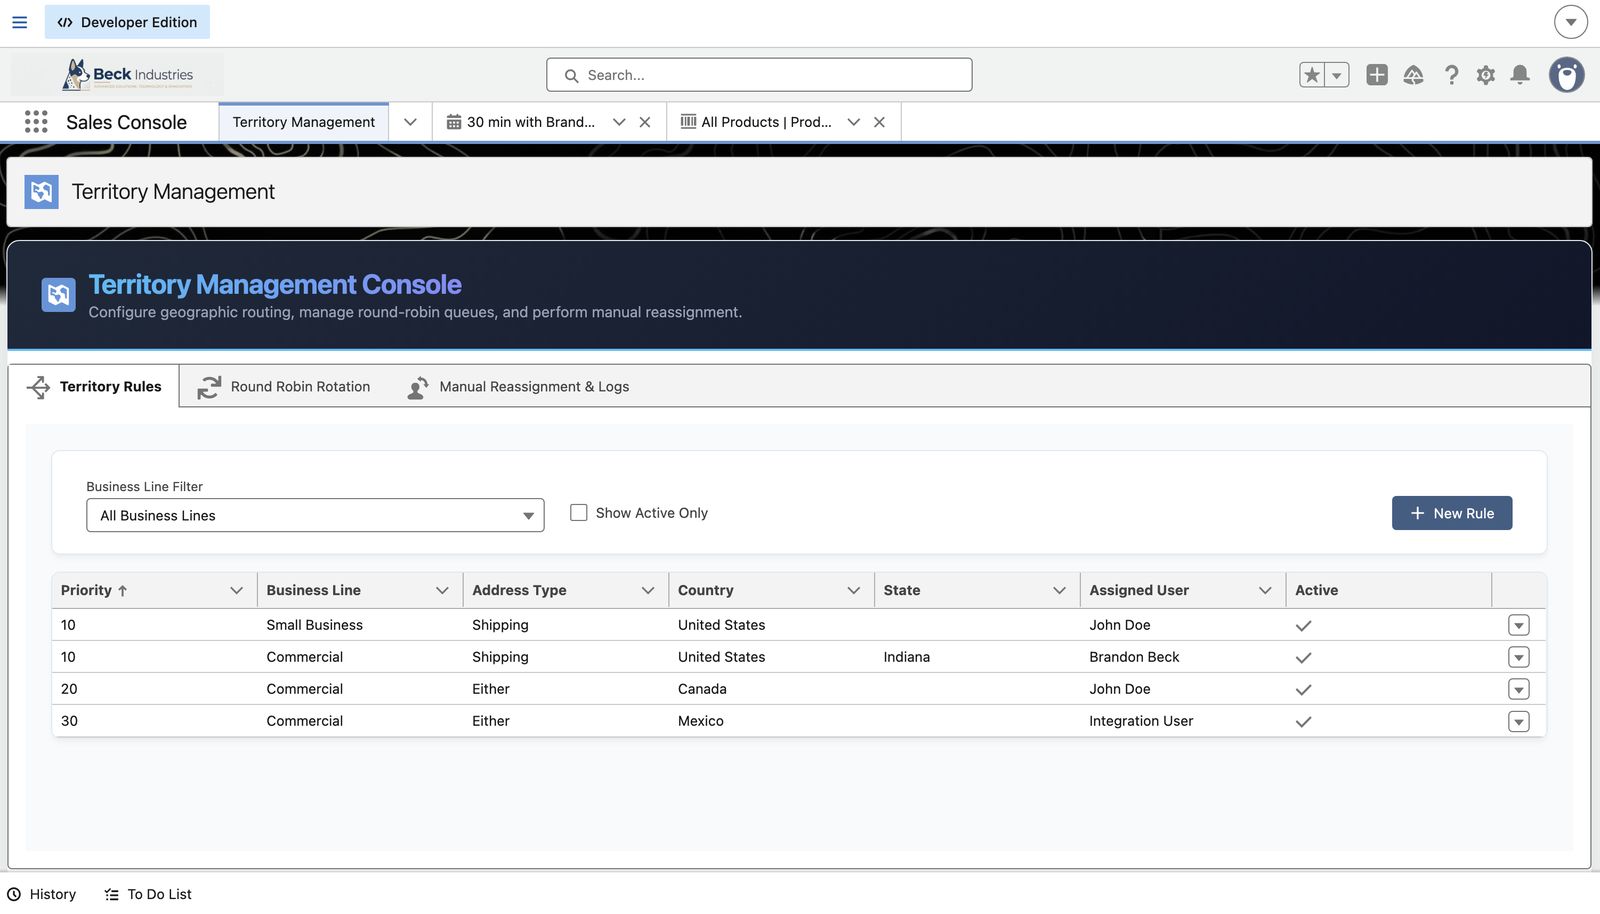 Developer Edition
Beck Industries
Search...
Sales Console
Territory Management
30 min with Brand...
All Products | Prod...
Territory Management
Territory Management Console
Configure geographic routing, manage round-robin queues, and perform manual reassignment.
Territory Rules
Round Robin Rotation
Manual Reassignment & Logs
Business Line Filter
All Business Lines
Show Active Only
New Rule
Priority Business Line Address Type Country State Assigned User Active
10 Small Business Shipping United States John Doe
10 Commercial Shipping United States Indiana Brandon Beck
20 Commercial Either Canada John Doe
30 Commercial Either Mexico Integration User
History
To Do List